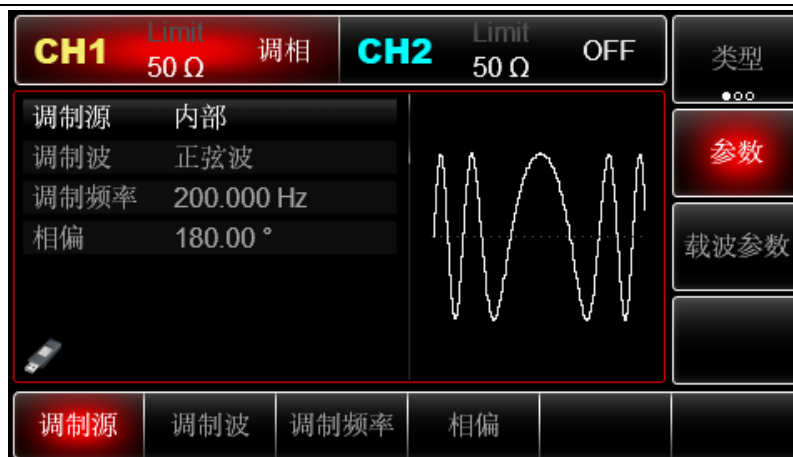 CH1 Limit 50 Ω 调相 CH2 Limit 50 Ω OFF
类型
调制源 内部
调制波 正弦波
调制频率 200.000 Hz
相偏 180.00 °
参数
载波参数
调制源 调制波 调制频率 相偏